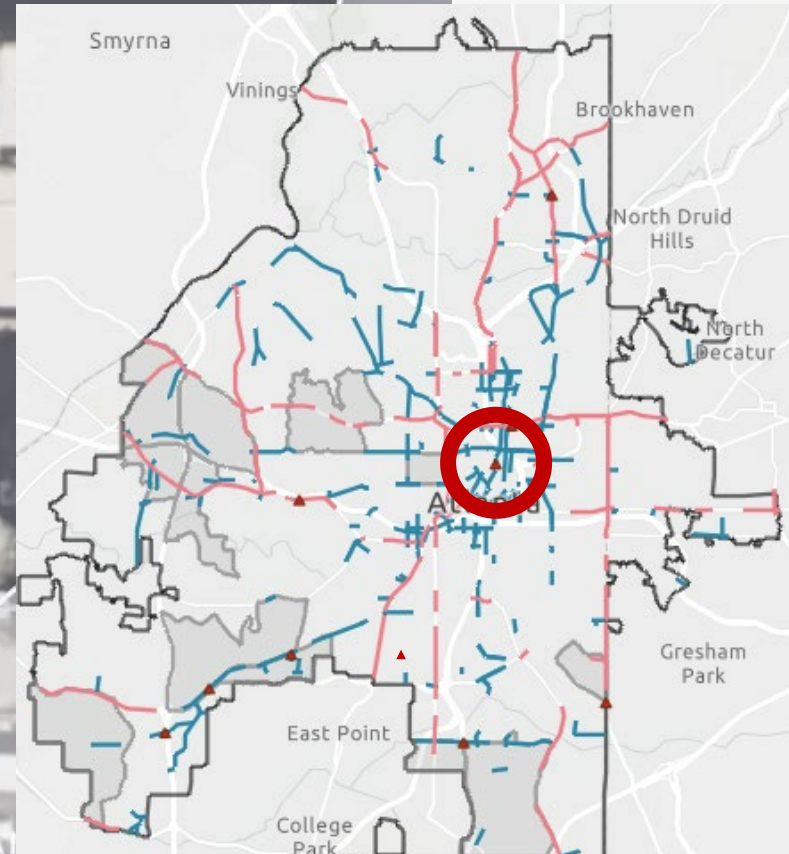 Smyrna
Vinings
Brookhaven
North Druid
Hills
North
Decatur
Gresham
Park
East Point
College
Park